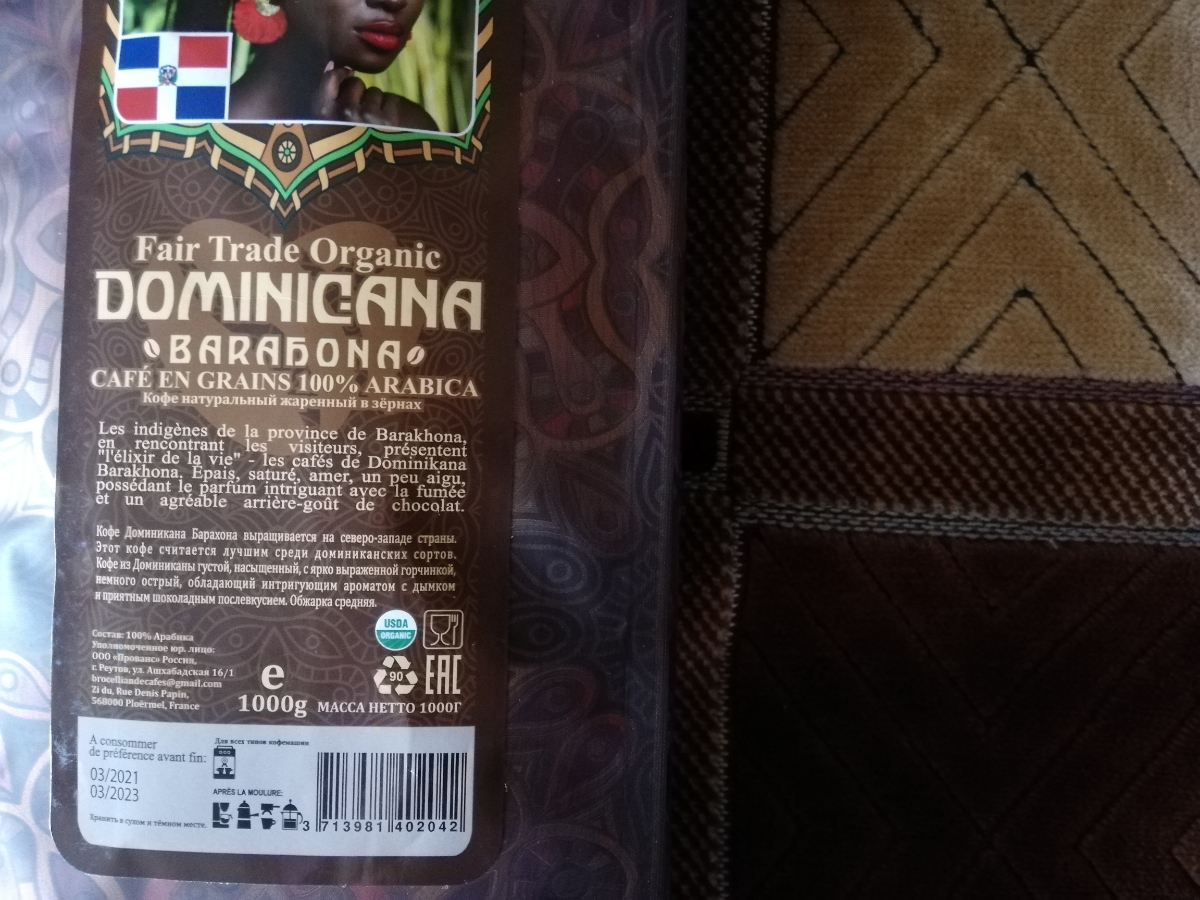 Fair Trade Organic
DOMINICANA
BARAHONA
CAFÉ EN GRAINS 100% ARABICA
Кофе натуральный жаренный в зёрнах
Les indigènes de la province de Barakhona,
en rencontrant les visiteurs, présentent
"l'élixir de la vie" - les cafés de Dominikana
Barakhona. Épais, saturé, amer, un peu aigu,
possédant le parfum intriguant avec la fumée
et un agréable arrière-goût de chocolat.
Кофе Доминикана Барахона выращивается на северо-западе страны.
Этот кофе считается лучшим среди доминиканских сортов.
Кофе из Доминиканы густой, насыщенный, с ярко выраженной горчинкой,
немного острый, обладающий интригующим ароматом с дымком
и приятным шоколадным послевкусием. Обжарка средняя.
USDA
ORGANIC
Состав: 100% Арабика
Уполномоченное юр. лицо:
ООО «Прованс» Россия,
г. Реутов, ул. Ашхабадская 16/1
brocelliandecafes@gmail.com
Zi du, Rue Denis Papin,
568000 Ploërmel, France
e
1000g
90
EAC
МАССА НЕТТО 1000Г
A consommer
de préférence avant fin:
03/2021
03/2023
Хранить в сухом и тёмном месте.
Для всех типов кофемашин
APRÈS LA MOULURE:
3 713981 402042